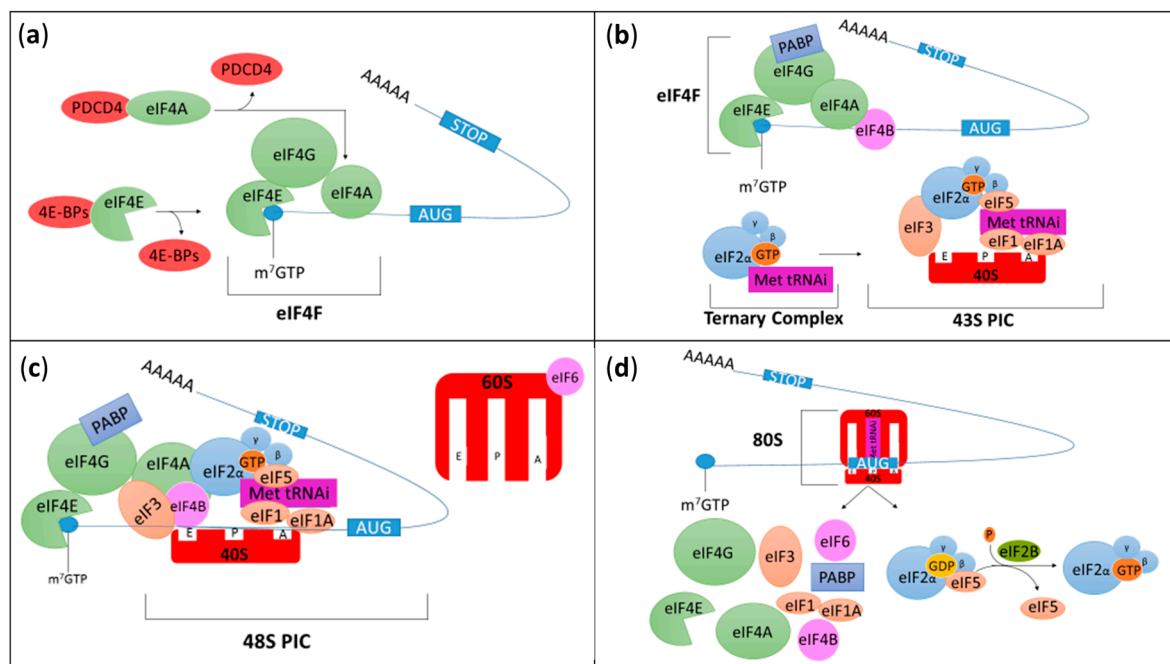 (a)
PDCD4
PDCD4
eIF4A
AAAAA
STOP
eIF4G
4E-BPs
eIF4E
eIF4E
eIF4A
AUG
4E-BPs
m⁷GTP
eIF4F
(b)
PABP
AAAAA
STOP
eIF4G
eIF4F
eIF4E
eIF4A
eIF4B
AUG
m⁷GTP
γ
β
GTP
eIF2α
eIF5
Met tRNAi
eIF3
eIF1
eIF1A
E P A
40S
γ
β
eIF2α
GTP
Met tRNAi
Ternary Complex
43S PIC
(c)
AAAAA
60S
eIF6
PABP
STOP
E P A
eIF4G
eIF4A
eIF2α
γ
β
GTP
eIF5
Met tRNAi
eIF4E
eIF3
eIF4B
eIF1
eIF1A
AUG
E P A
40S
m⁷GTP
48S PIC
(d)
AAAAA
STOP
80S
60S
Met tRNAi
AUG
40S
m⁷GTP
eIF4G
eIF3
eIF6
PABP
eIF4E
eIF4A
eIF1
eIF1A
eIF4B
γ
β
GDP
eIF2α
eIF5
P
eIF2B
eIF5
γ
β
eIF2α
GTP